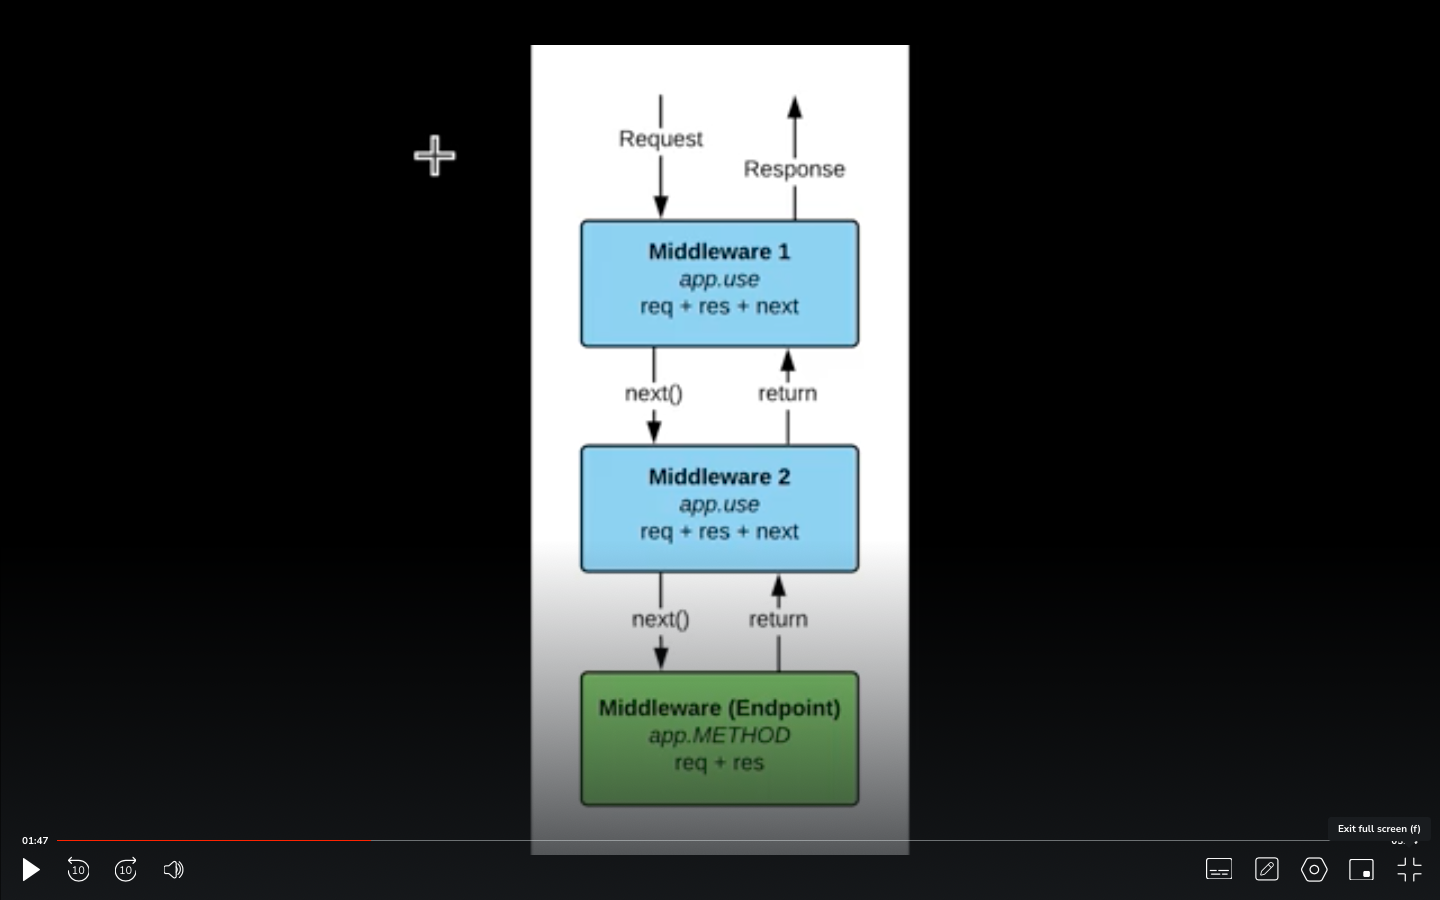 Request
Response
Middleware 1
app.use
req + res + next
next()
return
Middleware 2
app.use
req + res + next
next()
return
Middleware (Endpoint)
app.METHOD
req + res
Exit full screen (f)
01:47
10
10